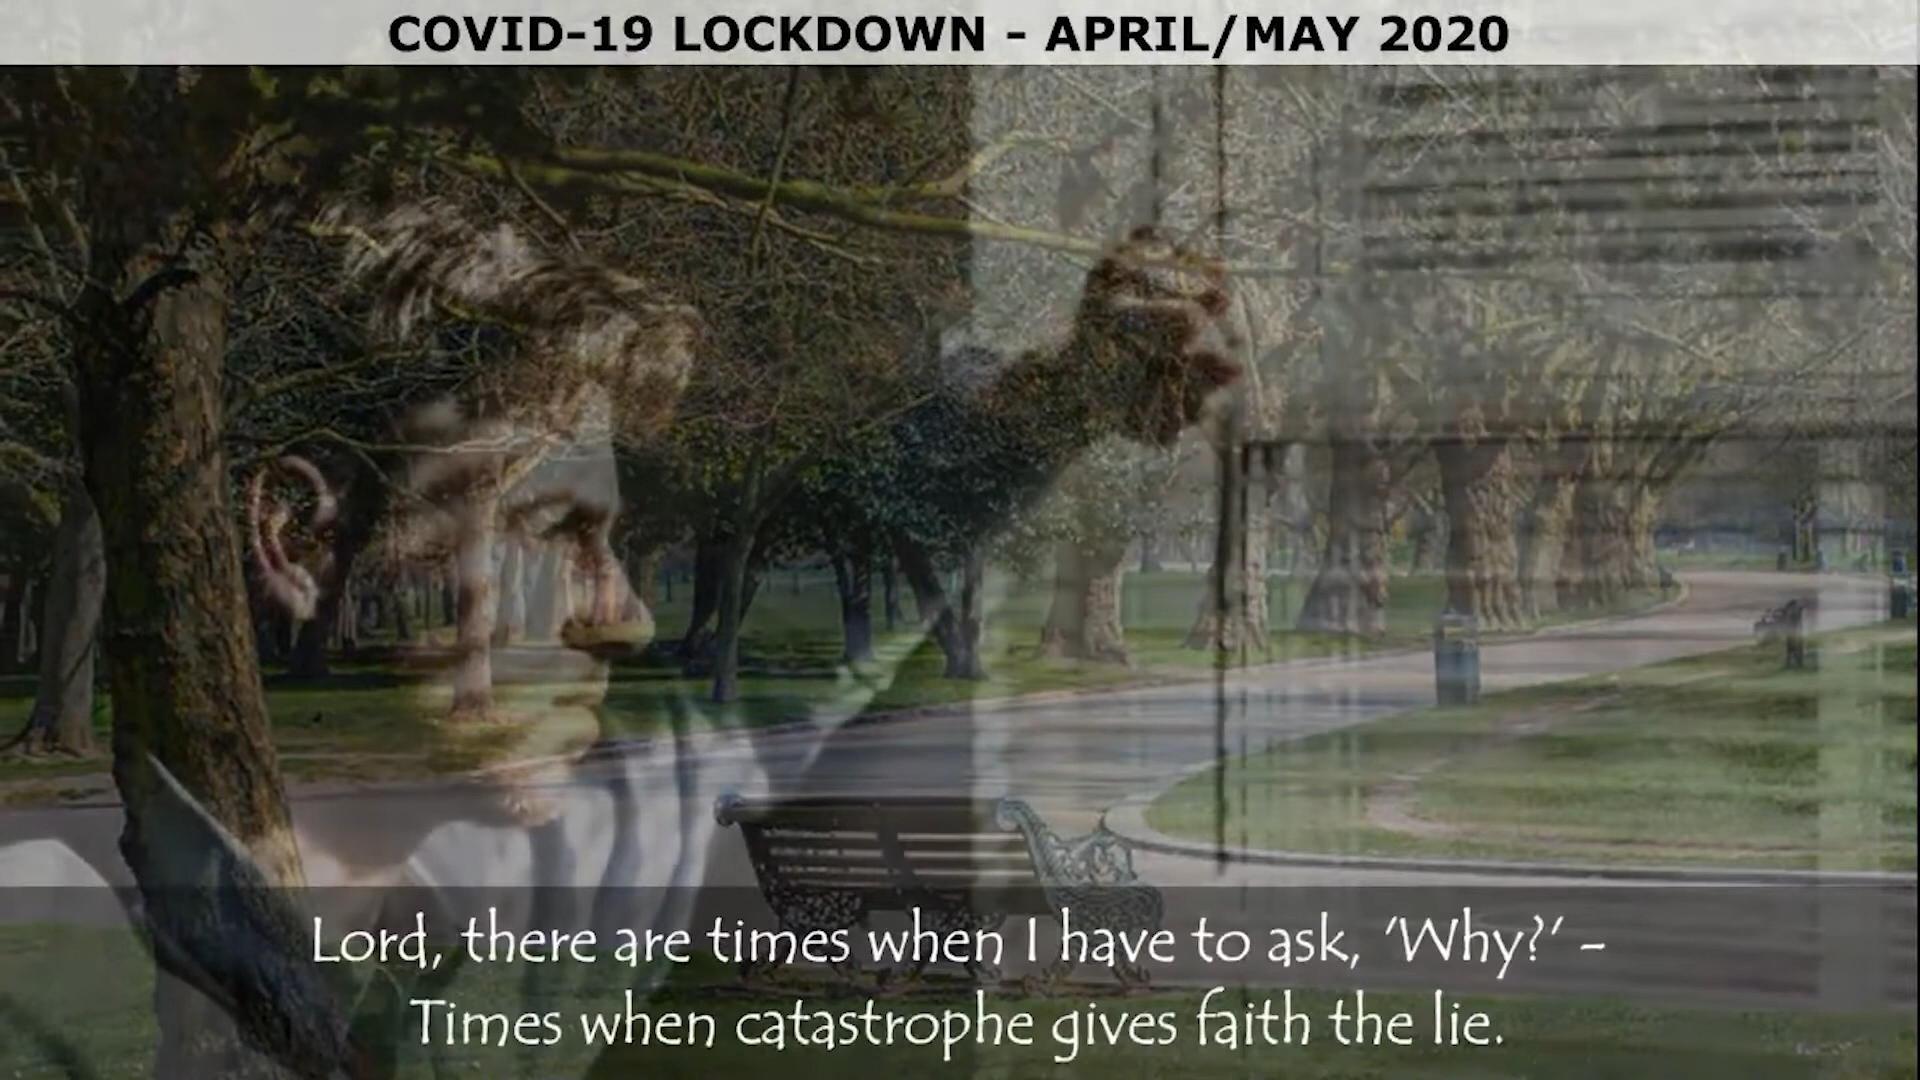 COVID-19 LOCKDOWN - APRIL/MAY 2020
Lord, there are times when I have to ask, ‘Why?’ -
Times when catastrophe gives faith the lie.